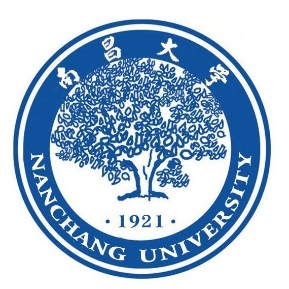 南昌大学
· 1921 ·
NANCHANG UNIVERSITY